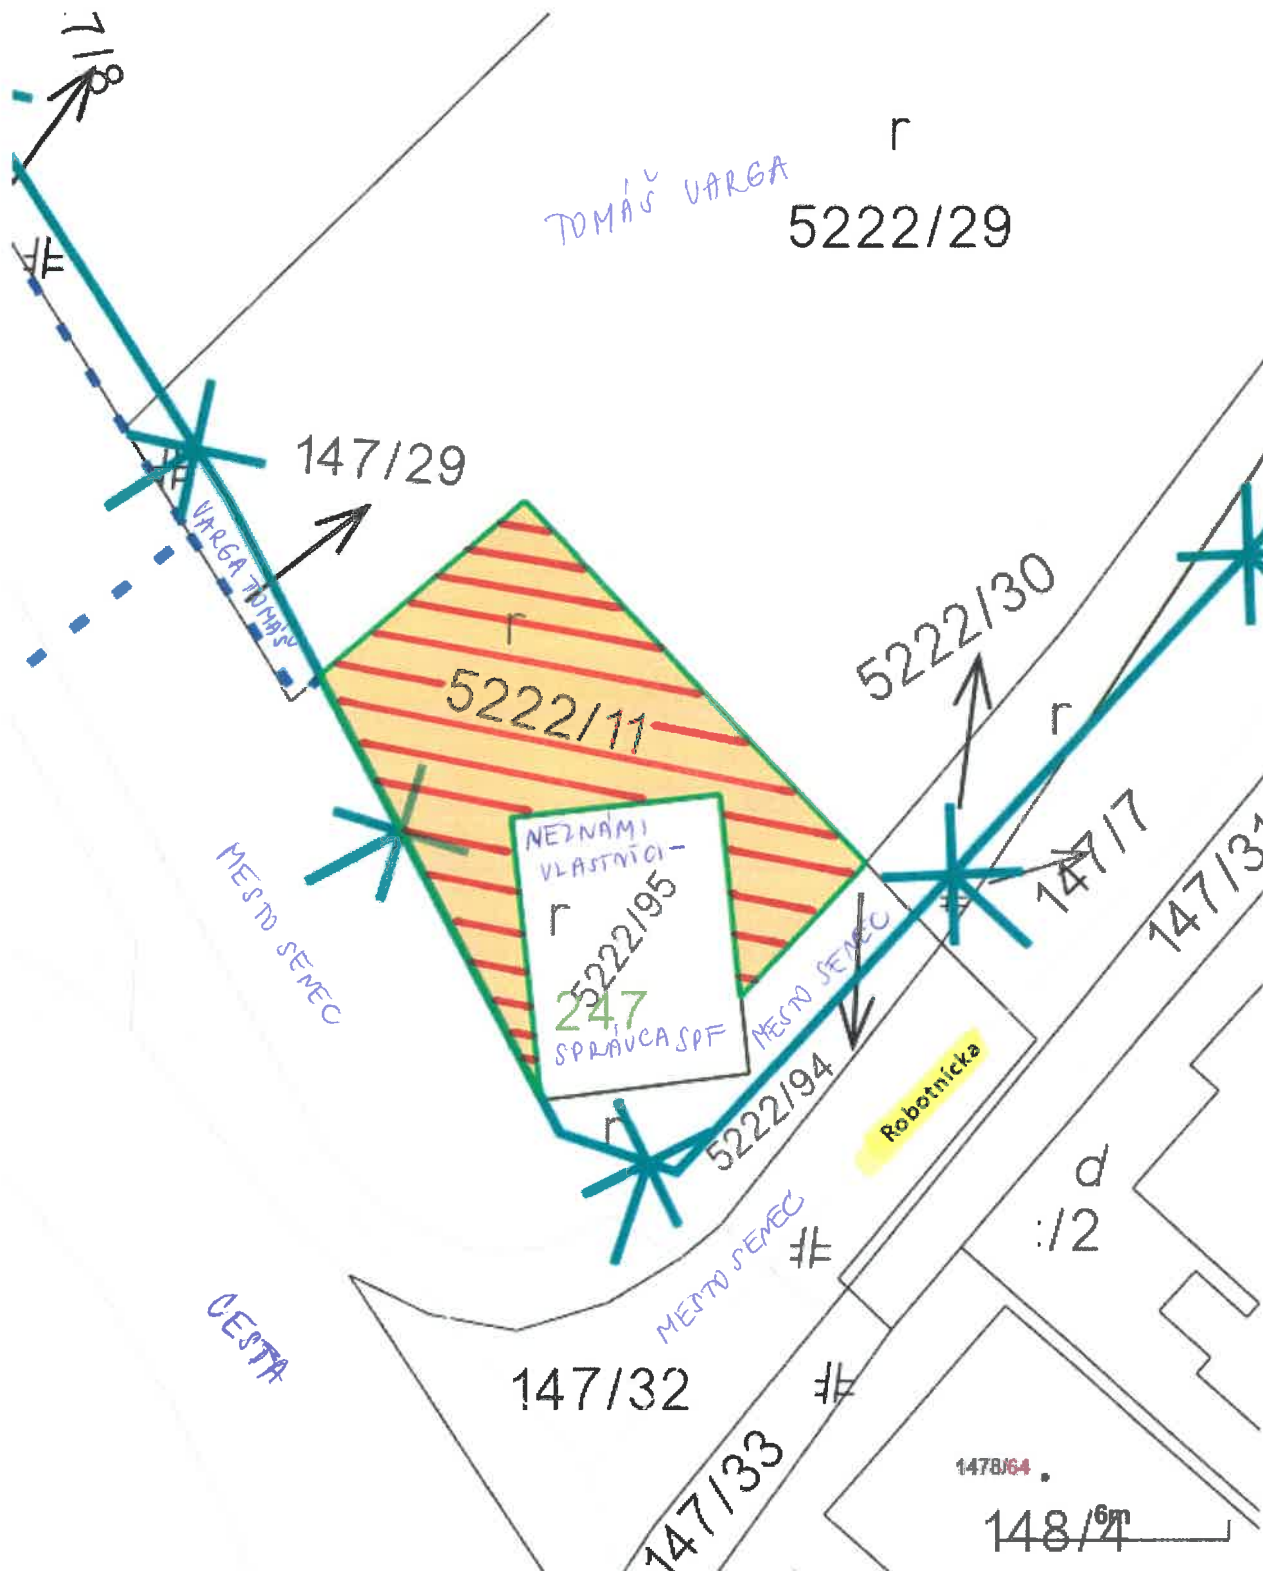 7/8
r
TOMÁŠ VARGA
5222/29
147/29
VARGA TOMÁŠ
r
5222/11
5222/30
r
NEZNÁMI
VLASTNÍCI-
r
5222/95
247
SPRÁVCA SPF
MESTO SENEC
MESTO SENEC
147/7
147/31
5222/94
r
Robotnícka
d
:/2
MESTO SENEC
CESTA
147/32
147/33
1478/64
6m
148/4